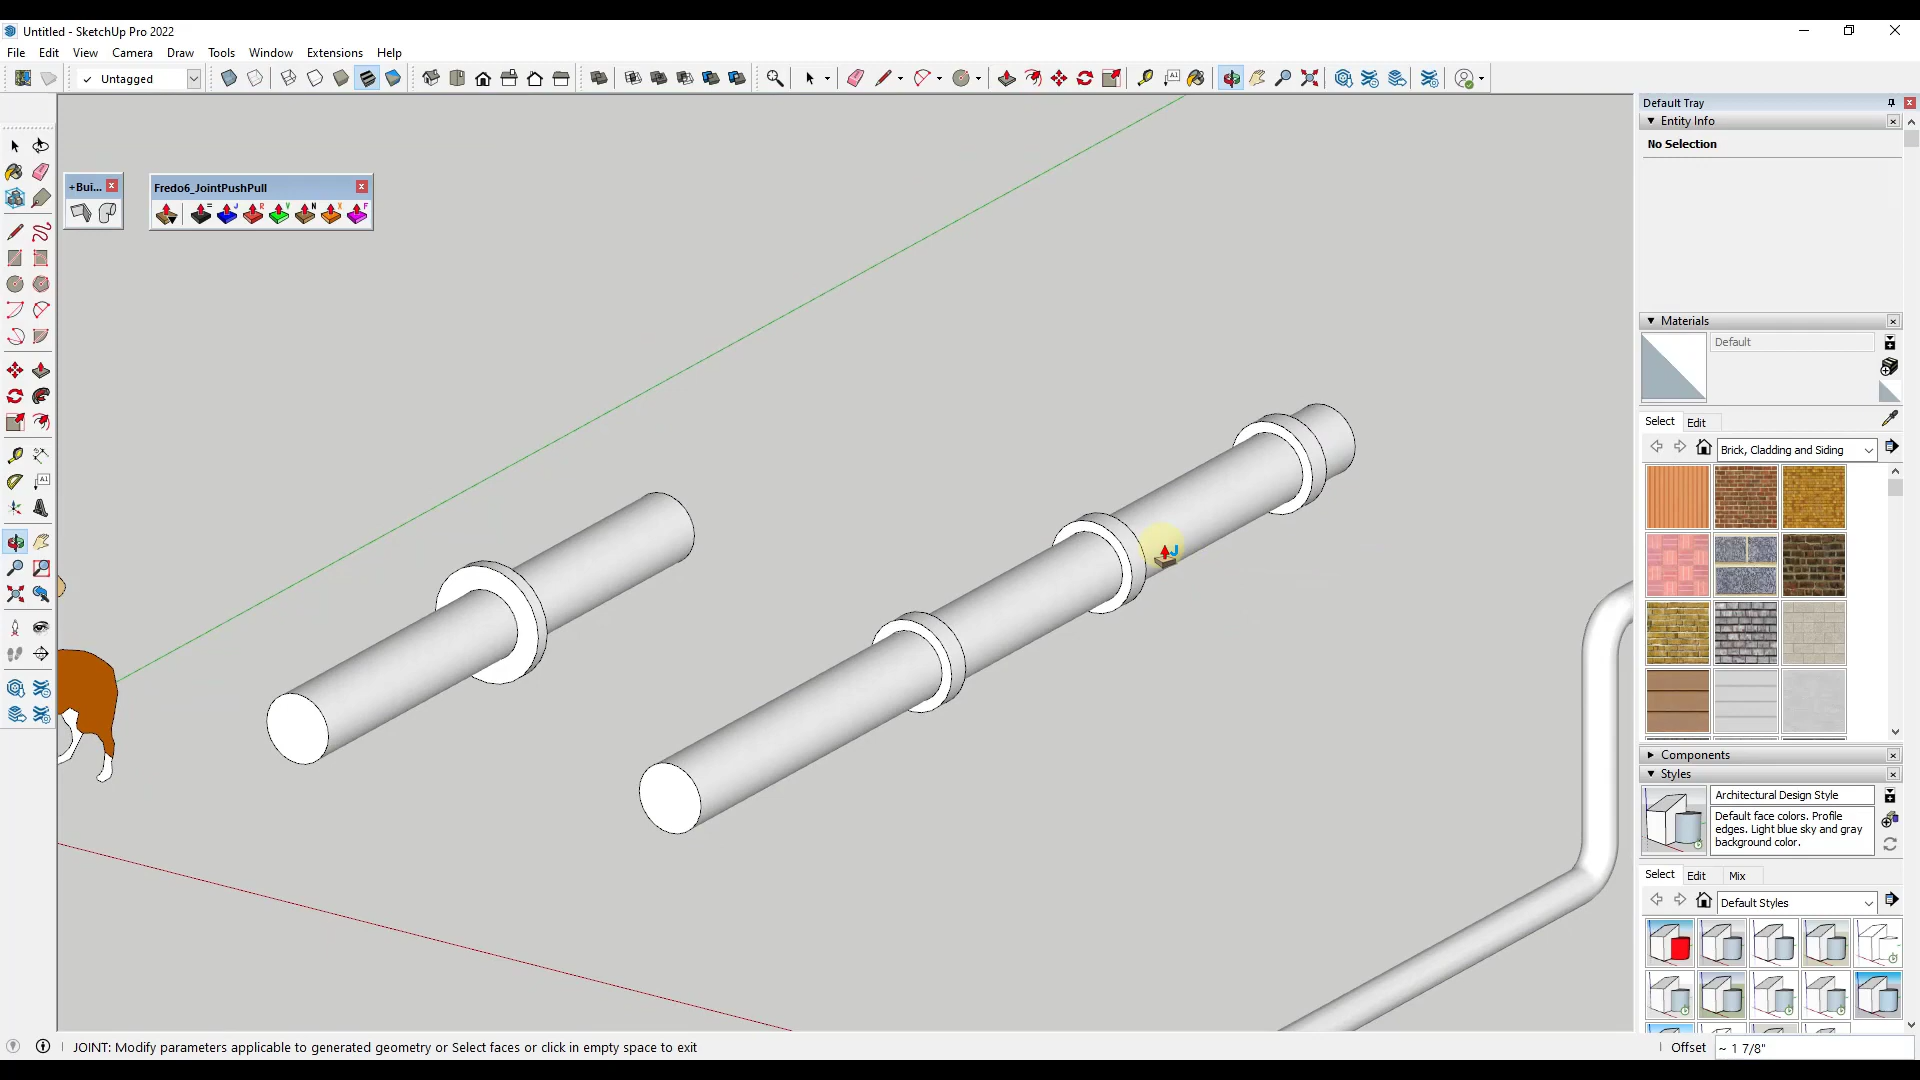 Untitled - SketchUp Pro 2022
File Edit View Camera Draw Tools Window Extensions Help
Untagged
Default Tray
Entity Info
No Selection
+Bui...
Fredo6_JointPushPull
= J R V N X F
Materials
Default
Select Edit
Brick, Cladding and Siding
Components
Styles
Architectural Design Style
Default face colors. Profile
edges. Light blue sky and gray
background color.
Select Edit Mix
Default Styles
JOINT: Modify parameters applicable to generated geometry or Select faces or click in empty space to exit
Offset ~ 1 7/8"